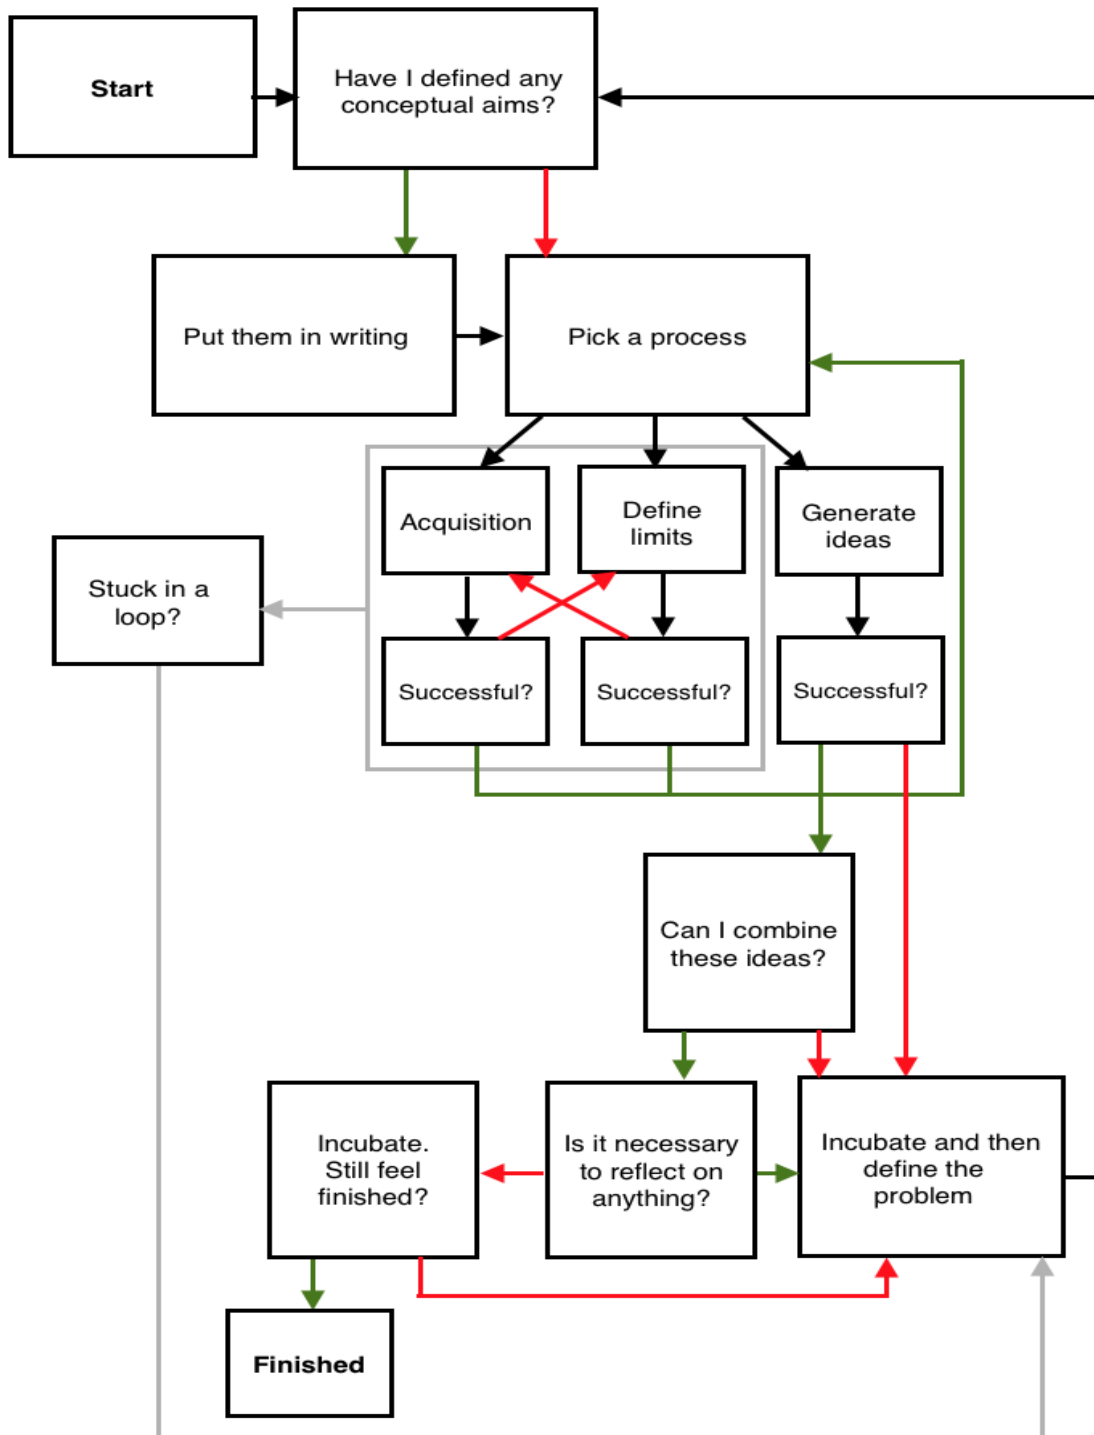 Start
Have I defined any
conceptual aims?
Put them in writing
Pick a process
Acquisition
Define
limits
Generate
ideas
Stuck in a
loop?
Successful?
Successful?
Successful?
Can I combine
these ideas?
Incubate.
Still feel
finished?
Is it necessary
to reflect on
anything?
Incubate and then
define the
problem
Finished